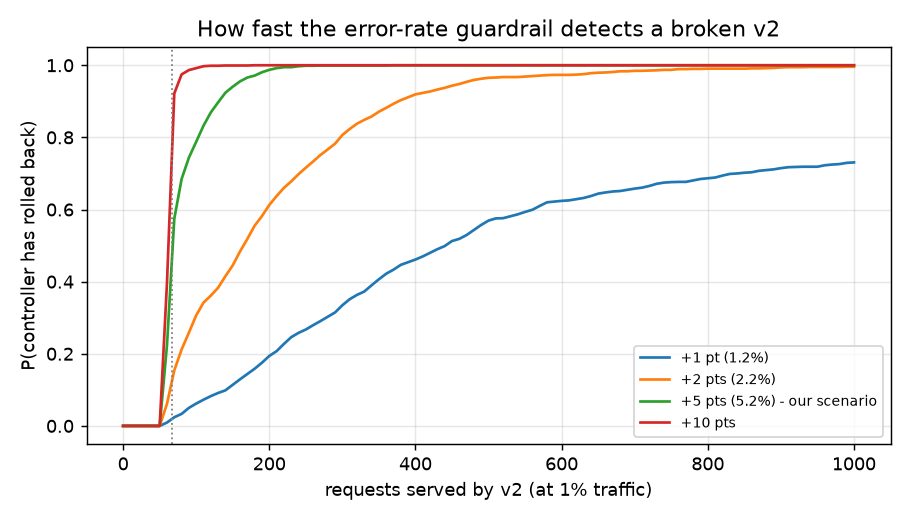 How fast the error-rate guardrail detects a broken v2
P(controller has rolled back)
1.0
0.8
0.6
0.4
0.2
0.0
+1 pt (1.2%)
+2 pts (2.2%)
+5 pts (5.2%) - our scenario
+10 pts
0 200 400 600 800 1000
requests served by v2 (at 1% traffic)